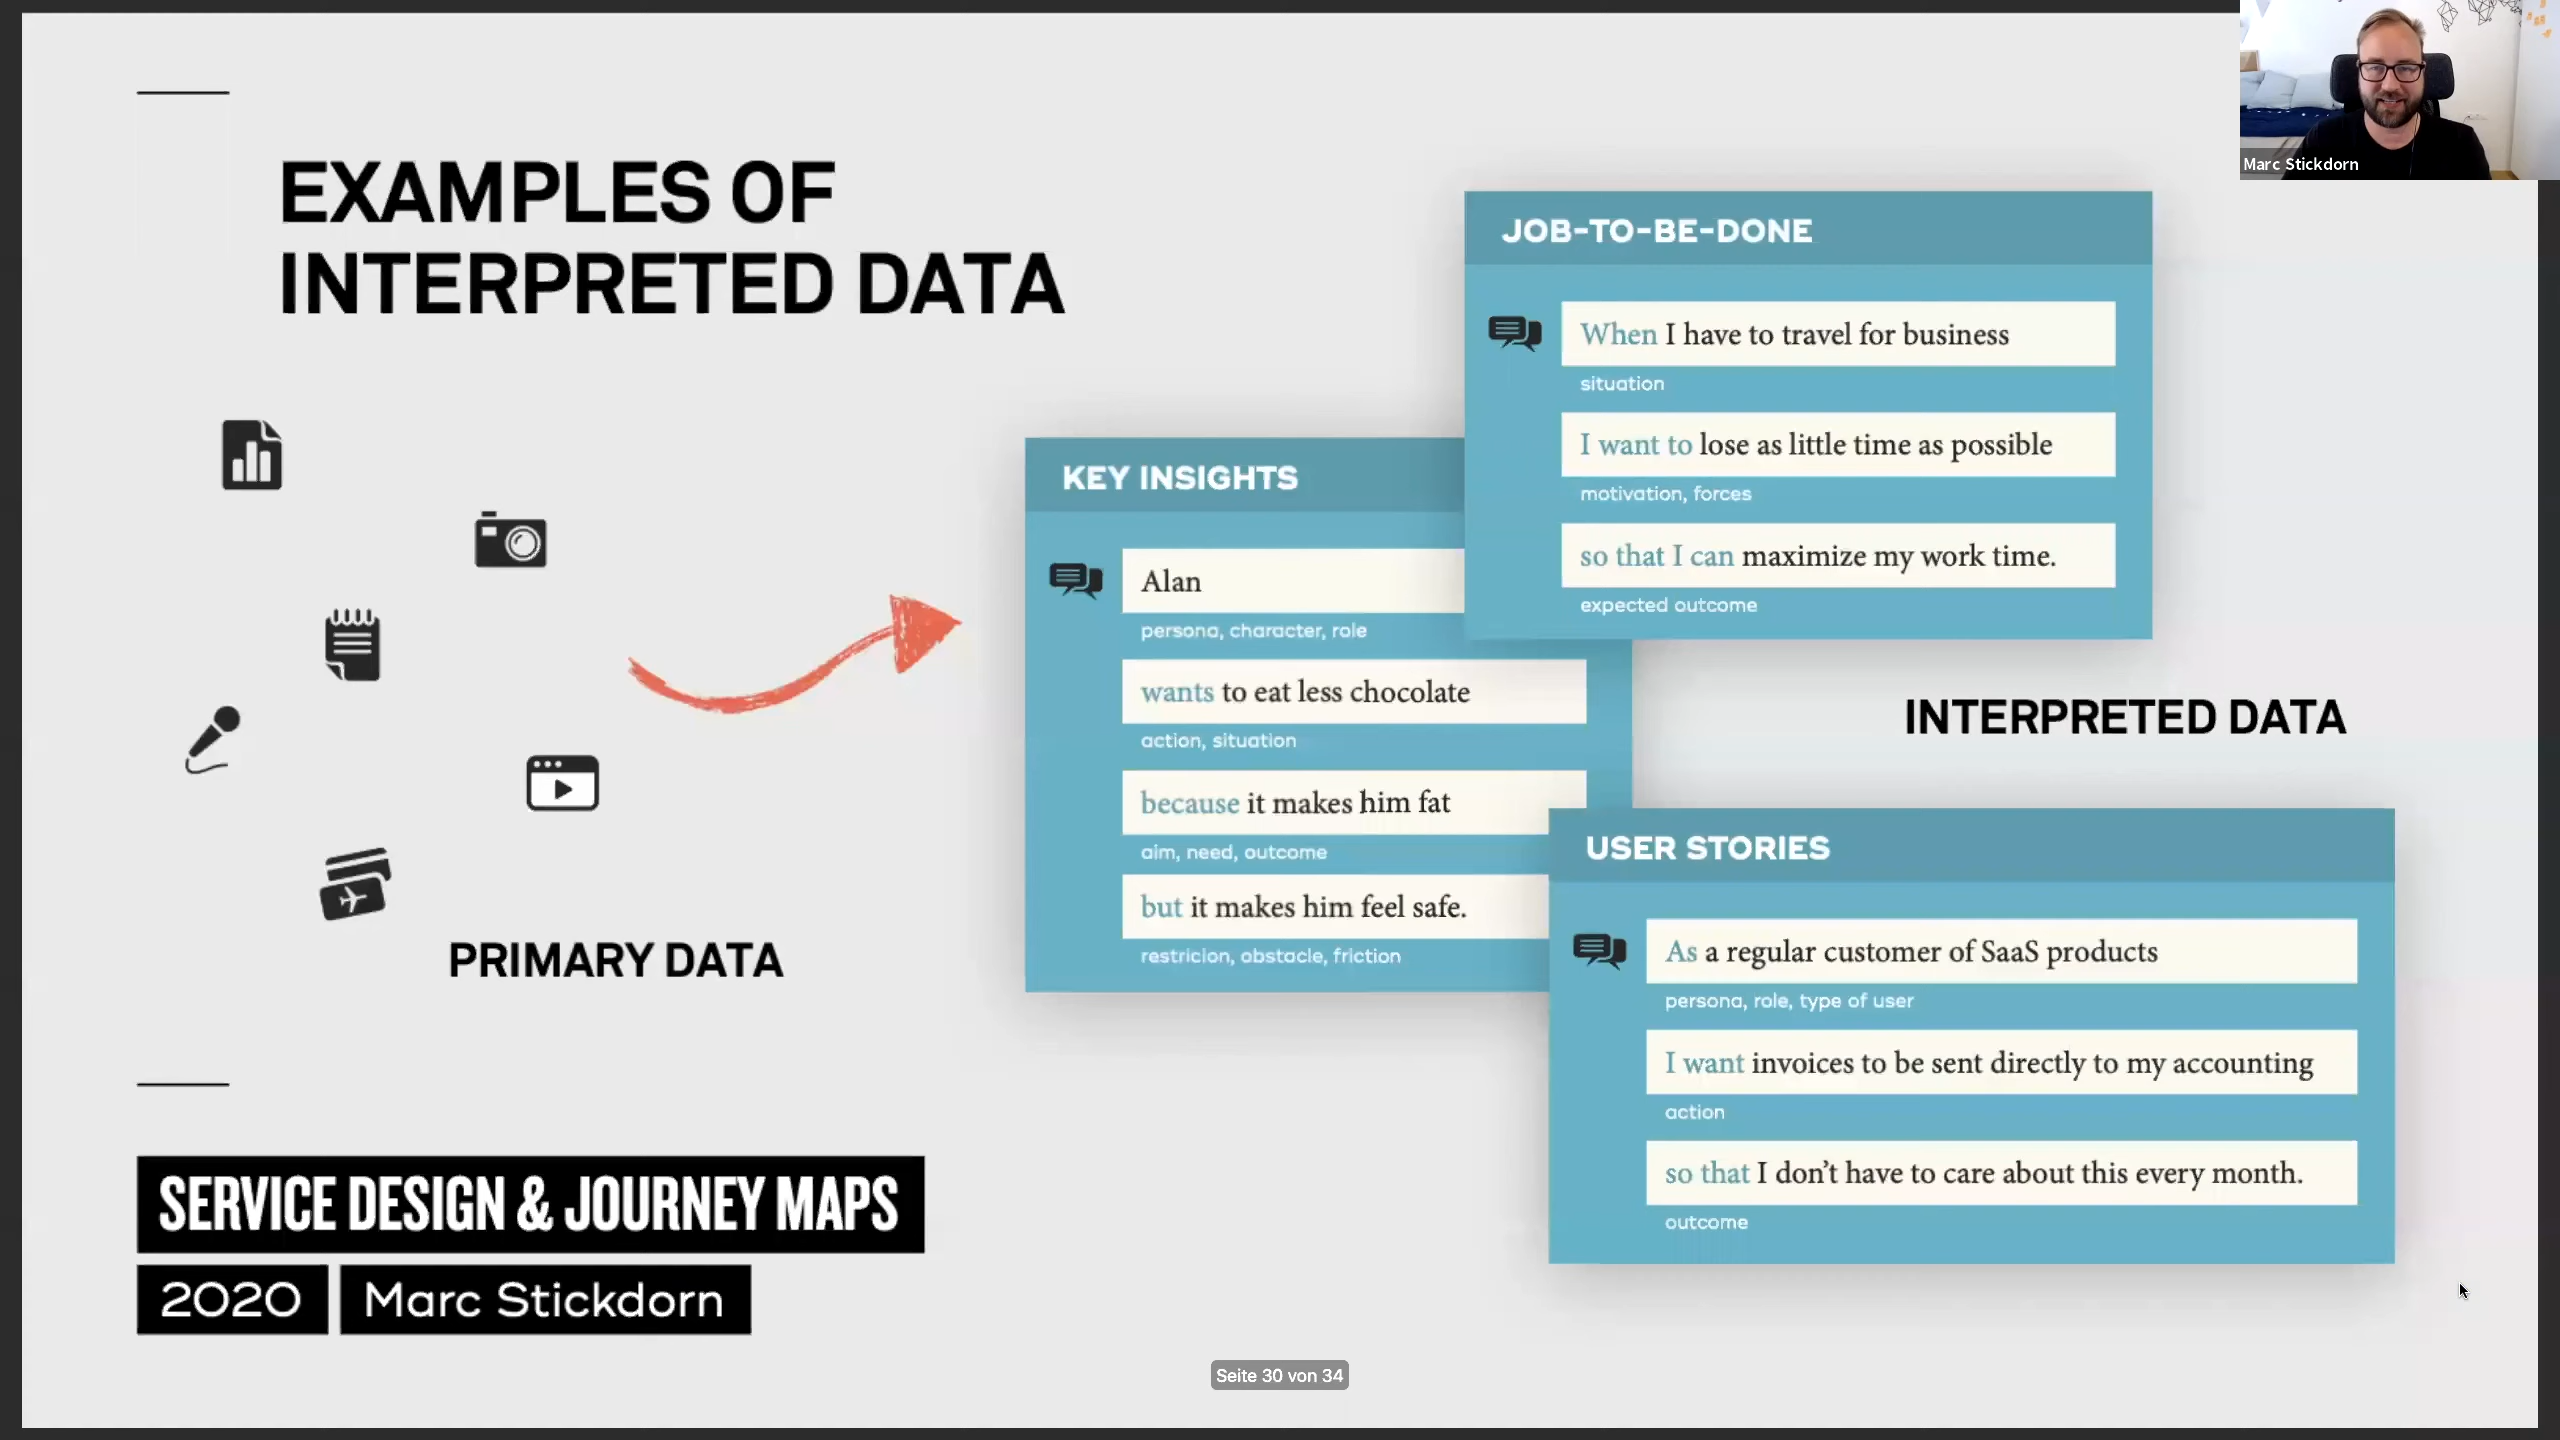 Marc Stickdorn
EXAMPLES OF
INTERPRETED DATA
PRIMARY DATA
KEY INSIGHTS
Alan
persona, character, role
wants to eat less chocolate
action, situation
because it makes him fat
aim, need, outcome
but it makes him feel safe.
restricion, obstacle, friction
JOB-TO-BE-DONE
When I have to travel for business
situation
I want to lose as little time as possible
motivation, forces
so that I can maximize my work time.
expected outcome
INTERPRETED DATA
USER STORIES
As a regular customer of SaaS products
persona, role, type of user
I want invoices to be sent directly to my accounting
action
so that I don’t have to care about this every month.
outcome
SERVICE DESIGN & JOURNEY MAPS
2020 Marc Stickdorn
Seite 30 von 34